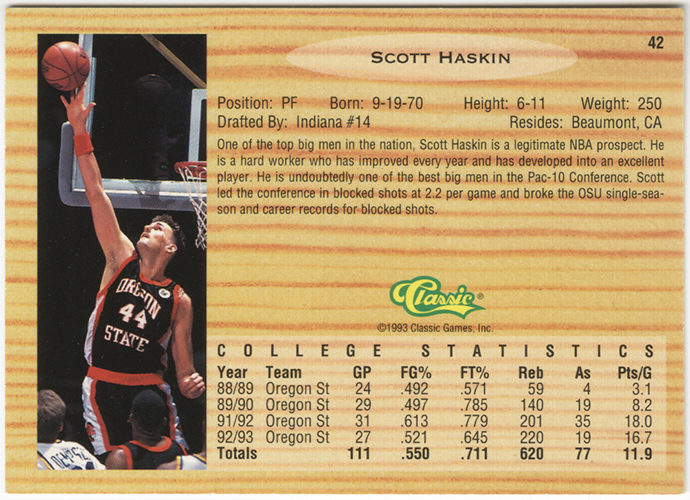 42
SCOTT HASKIN
Position: PF Born: 9-19-70 Height: 6-11 Weight: 250
Drafted By: Indiana #14 Resides: Beaumont, CA
One of the top big men in the nation, Scott Haskin is a legitimate NBA prospect. He
is a hard worker who has improved every year and has developed into an excellent
player. He is undoubtedly one of the best big men in the Pac-10 Conference. Scott
led the conference in blocked shots at 2.2 per game and broke the OSU single-sea-
son and career records for blocked shots.
OREGON
44
STATE
Classic®
©1993 Classic Games, Inc.
COLLEGE STATISTICS
Year Team GP FG% FT% Reb As Pts/G
88/89 Oregon St 24 .492 .571 59 4 3.1
89/90 Oregon St 29 .497 .785 140 19 8.2
91/92 Oregon St 31 .613 .779 201 35 18.0
92/93 Oregon St 27 .521 .645 220 19 16.7
Totals 111 .550 .711 620 77 11.9